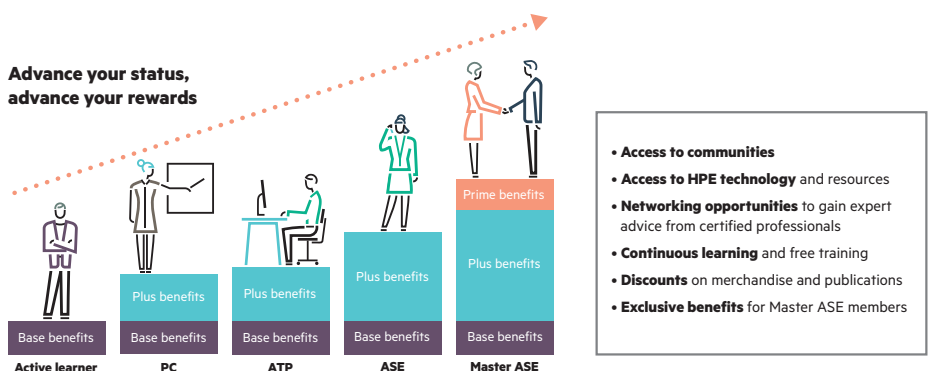 Advance your status,
advance your rewards
Prime benefits
Plus benefits
Plus benefits
Plus benefits
Plus benefits
Base benefits
Base benefits
Base benefits
Base benefits
Base benefits
Active learner
PC
ATP
ASE
Master ASE
• Access to communities
• Access to HPE technology and resources
• Networking opportunities to gain expert
advice from certified professionals
• Continuous learning and free training
• Discounts on merchandise and publications
• Exclusive benefits for Master ASE members